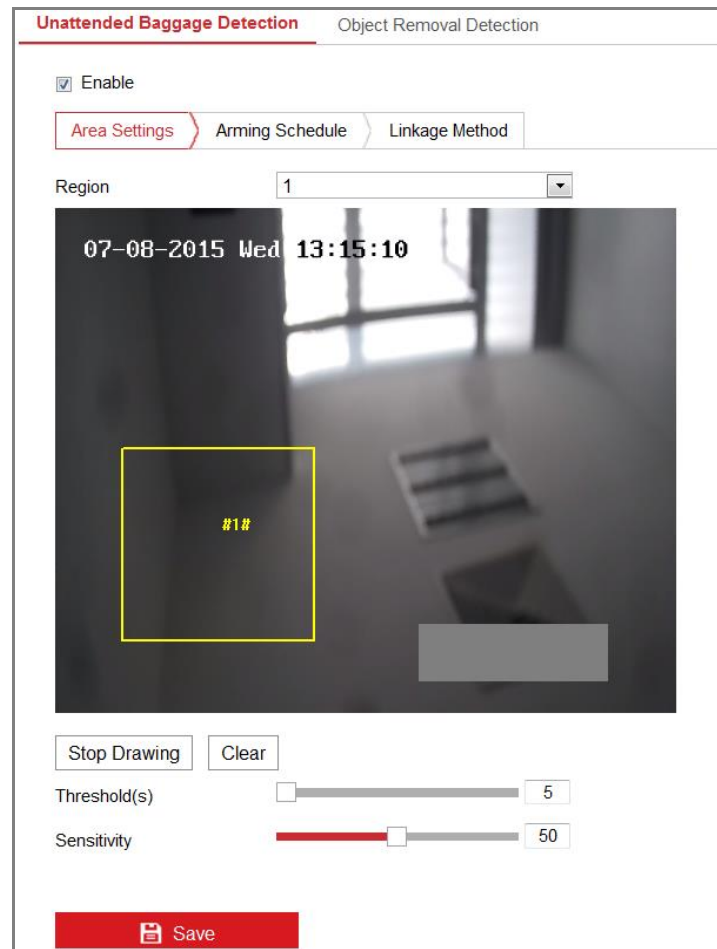 Unattended Baggage Detection Object Removal Detection
Enable
Area Settings Arming Schedule Linkage Method
Region 1
07-08-2015 Wed 13:15:10
#1#
Stop Drawing Clear
Threshold(s) 5
Sensitivity 50
Save